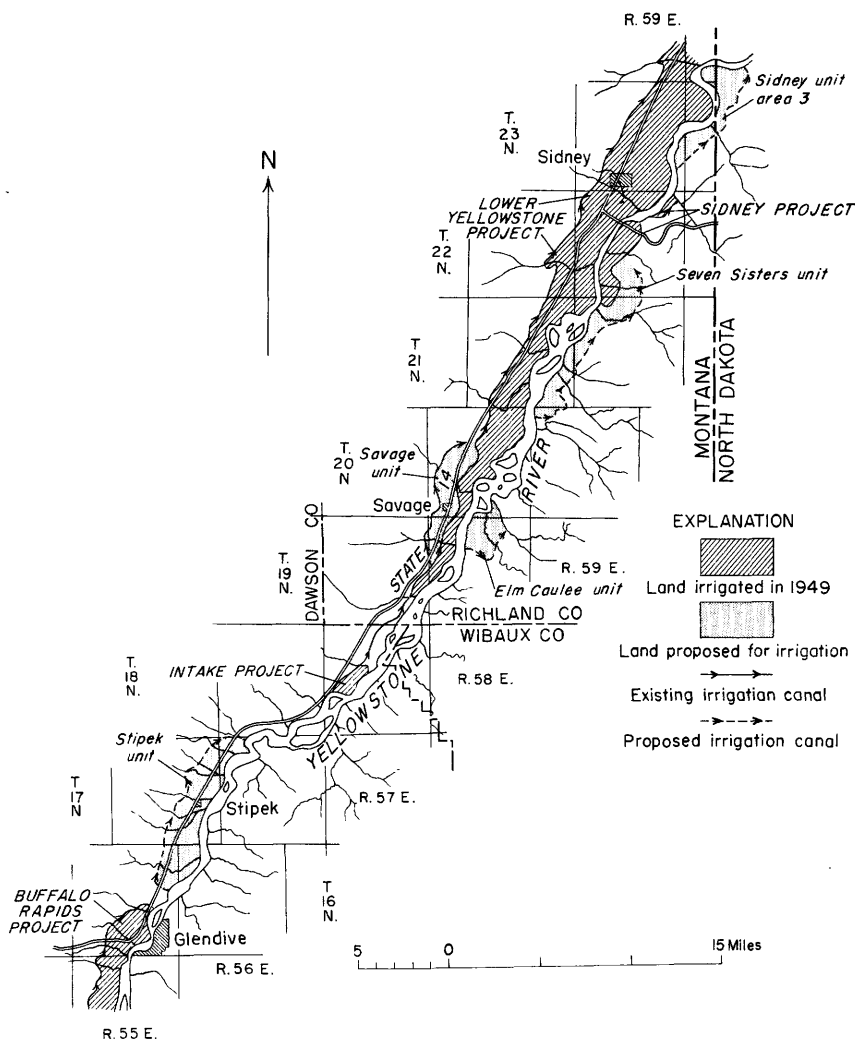 R. 59 E.
Sidney unit
area 3
T.
23
N.
Sidney
N
LOWER
YELLOWSTONE
PROJECT
SIDNEY PROJECT
T.
22
N.
Seven Sisters unit
T
21
N.
MONTANA
NORTH DAKOTA
T.
20
N
Savage
unit
14
Savage
RIVER
EXPLANATION
Land irrigated in 1949
Land proposed for irrigation
Existing irrigation canal
Proposed irrigation canal
DAWSON CO
T.
19
N.
STATE
R. 59 E.
Elm Caulee unit
RICHLAND CO
WIBAUX CO
T.
18
N.
INTAKE PROJECT
R. 58 E.
YELLOWSTONE
Stipek
unit
T
17
N
Stipek
R. 57 E.
T
16
N.
BUFFALO
RAPIDS
PROJECT
Glendive
R. 56 E.
5 0 15 Miles
R. 55 E.